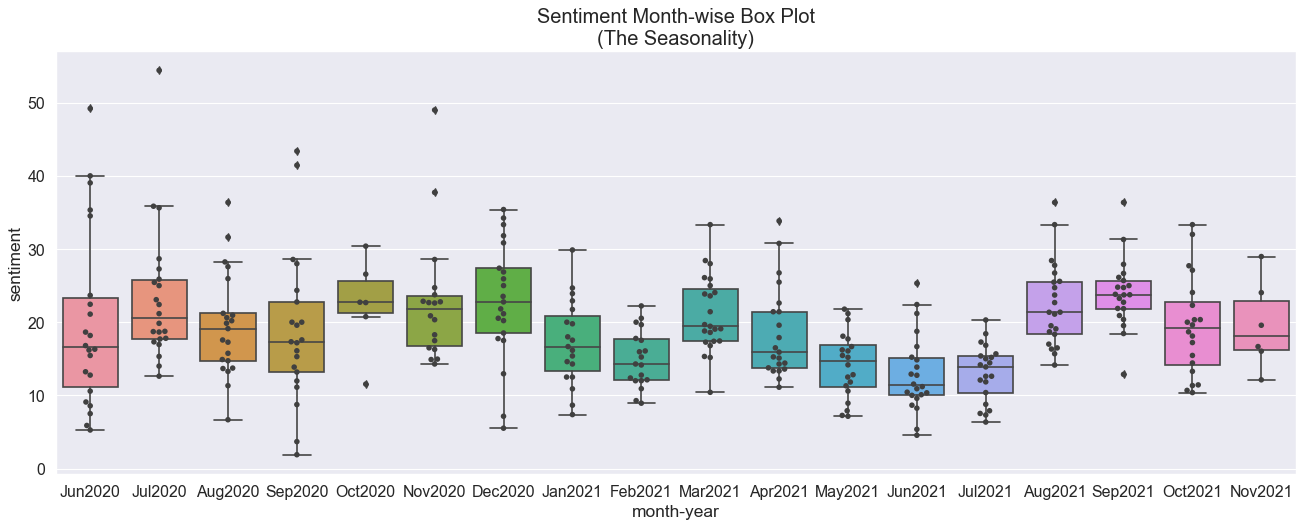 Sentiment Month-wise Box Plot
(The Seasonality)
sentiment
50
40
30
20
10
0
Jun2020 Jul2020 Aug2020 Sep2020 Oct2020 Nov2020 Dec2020 Jan2021 Feb2021 Mar2021 Apr2021 May2021 Jun2021 Jul2021 Aug2021 Sep2021 Oct2021 Nov2021
month-year